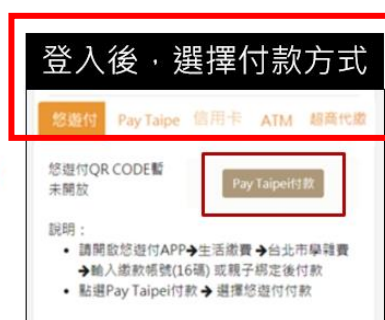 登入後,選擇付款方式
悠遊付 Pay Taipe 信用卡 ATM 超商代繳
悠遊付QR CODE暫
未開放
Pay Taipei付款
說明:
• 請開啟悠遊付APP➔生活繳費➔台北市學雜費
➔輸入繳款帳號(16碼) 或親子綁定後付款
• 點選Pay Taipei付款➔ 選擇悠遊付付款